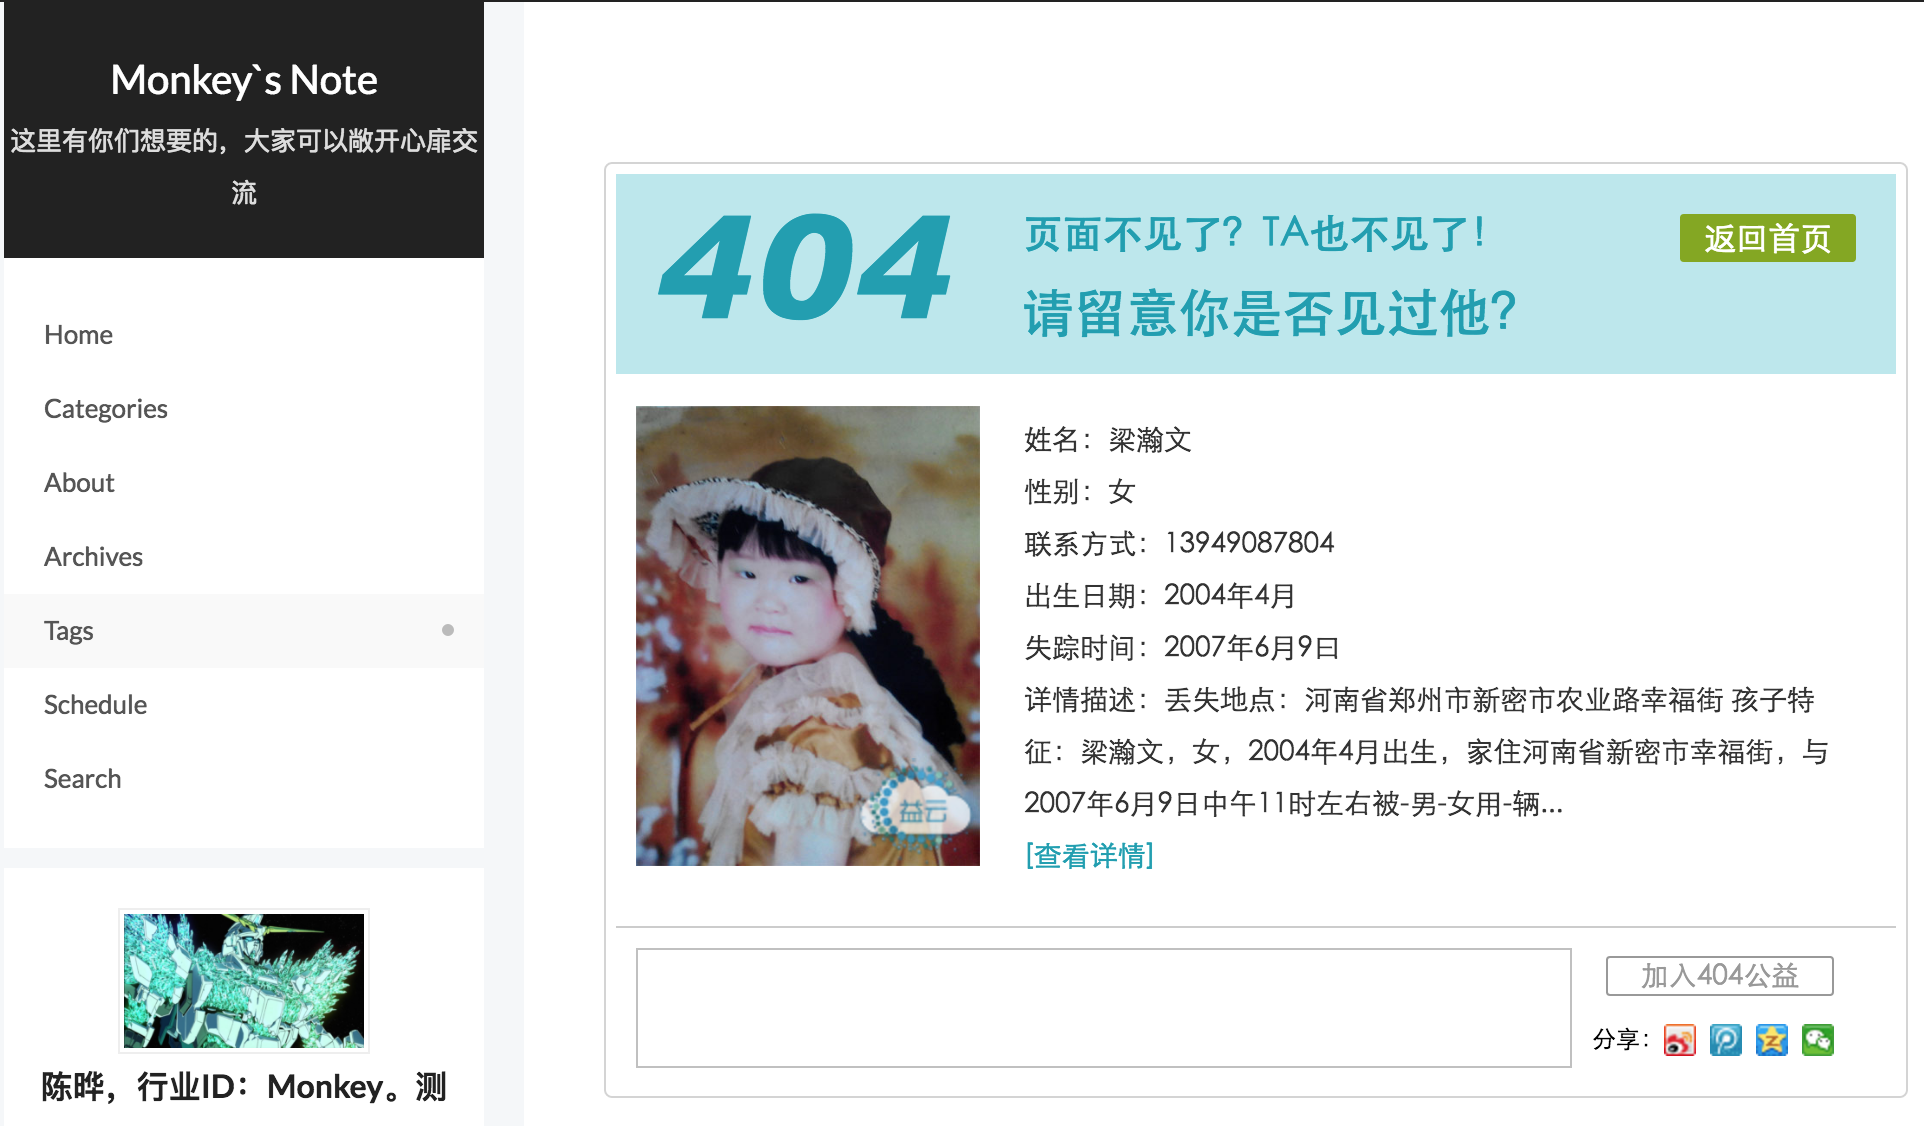 Monkey`s Note
这里有你们想要的，大家可以敞开心扉交
流
Home
Categories
About
Archives
Tags
Schedule
Search
陈晔，行业ID：Monkey。测
404
页面不见了？TA也不见了！
请留意你是否见过他？
返回首页
姓名：梁瀚文
性别：女
联系方式：13949087804
出生日期：2004年4月
失踪时间：2007年6月9日
详情描述：丢失地点：河南省郑州市新密市农业路幸福街 孩子特
征：梁瀚文，女，2004年4月出生，家住河南省新密市幸福街，与
2007年6月9日中午11时左右被-男-女用-辆...
[查看详情]
益云
加入404公益
分享：